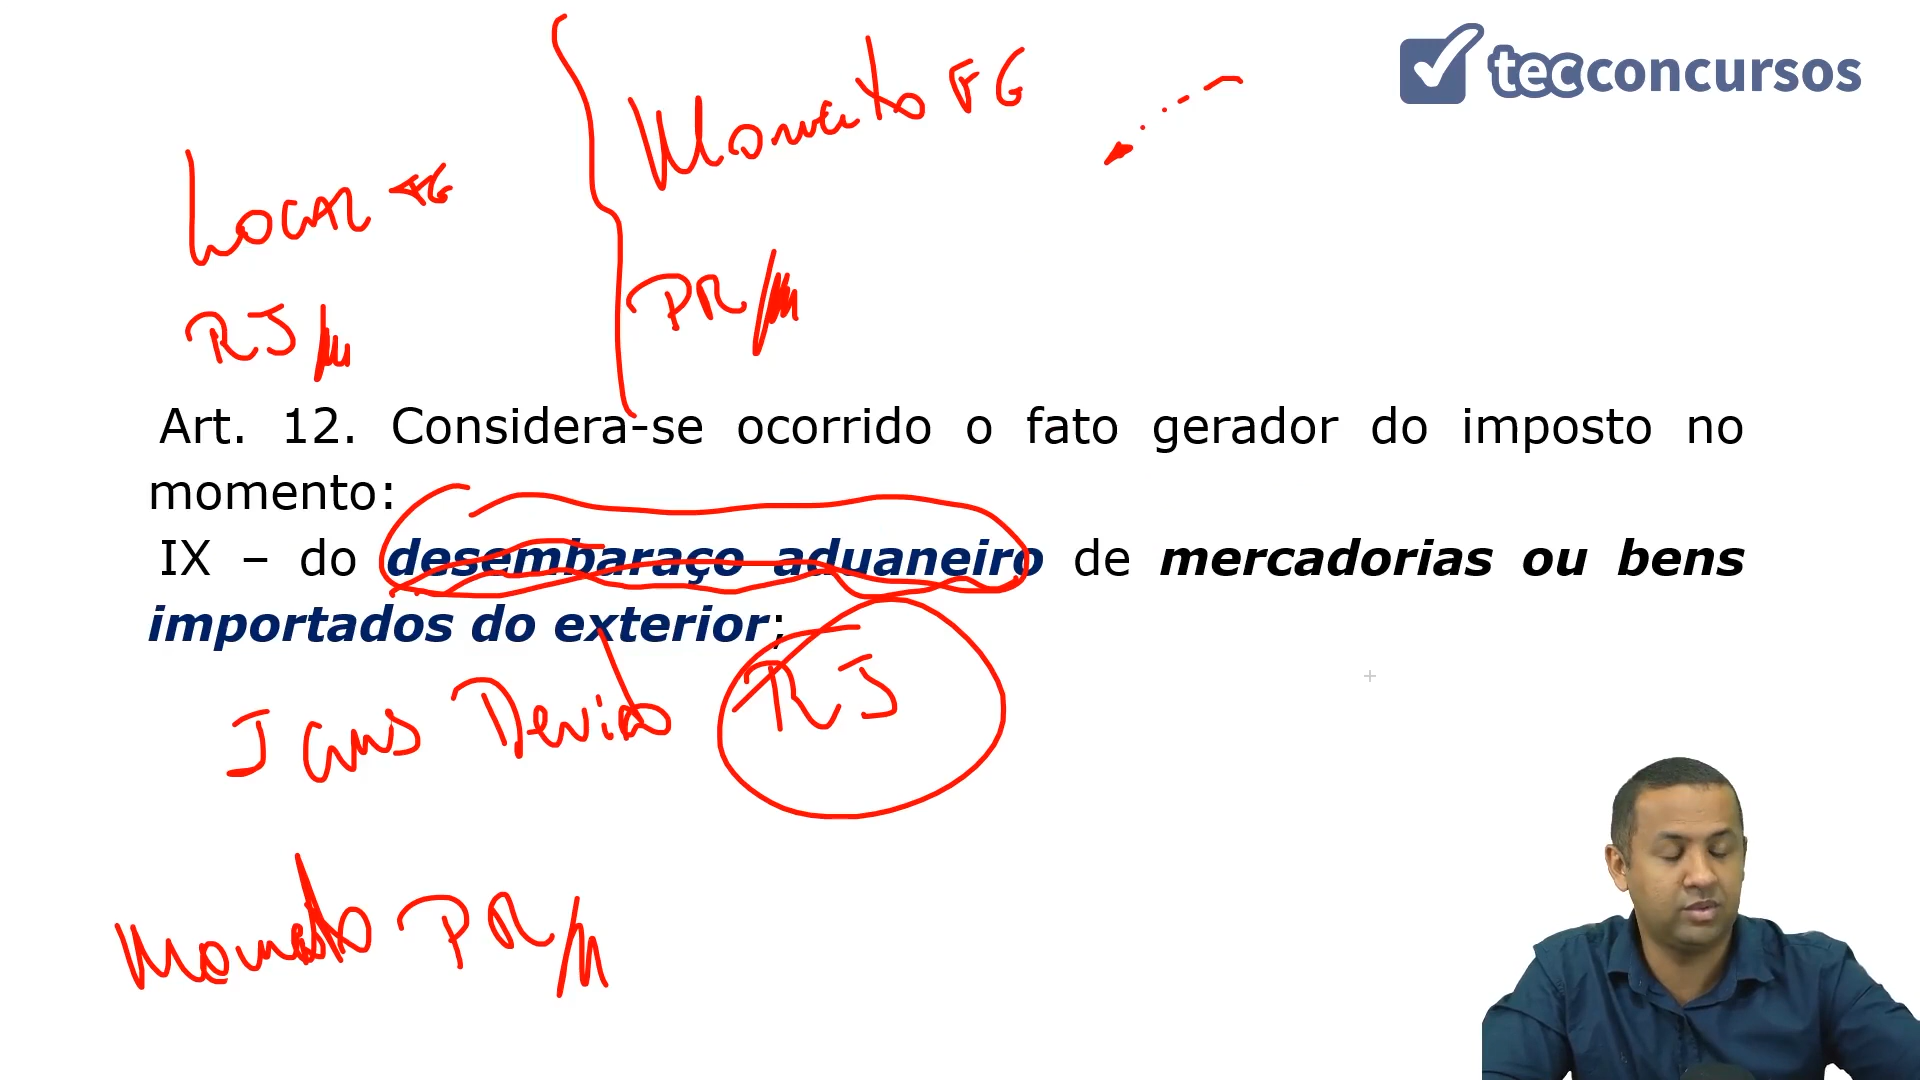 tecconcursos
Momento FG
LOCAL FG
PR
RJ
Art. 12. Considera-se ocorrido o fato gerador do imposto no
momento:
IX – do desembaraço aduaneiro de mercadorias ou bens
importados do exterior;
Devido RJ
Momento PR